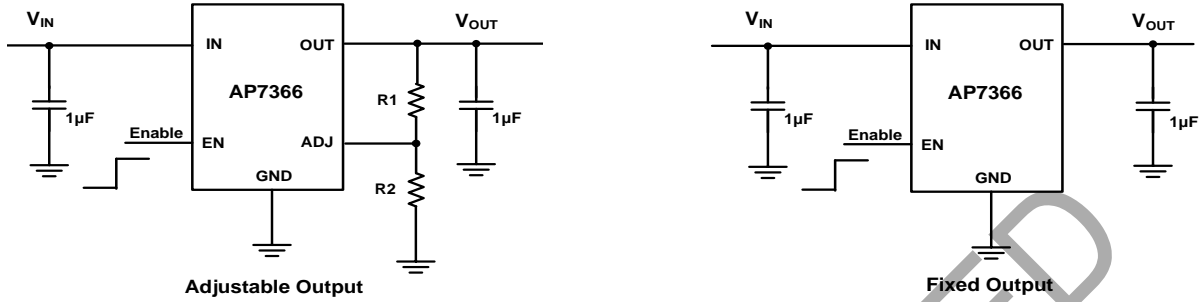 VIN
IN
OUT
VOUT
AP7366
R1
1µF
1µF
Enable
EN
ADJ
GND
R2
Adjustable Output
VIN
IN
OUT
VOUT
AP7366
1µF
1µF
Enable
EN
GND
Fixed Output